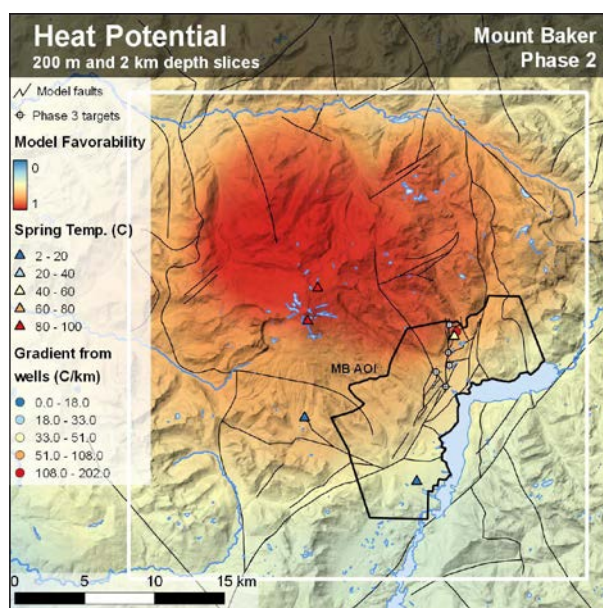 Heat Potential
200 m and 2 km depth slices
Mount Baker
Phase 2
Model faults
Phase 3 targets
Model Favorability
0
1
Spring Temp. (C)
2 - 20
20 - 40
40 - 60
60 - 80
80 - 100
Gradient from
wells (C/km)
0.0 - 18.0
18.0 - 33.0
33.0 - 51.0
51.0 - 108.0
108.0 - 202.0
MB AOI
0 5 10 15 km